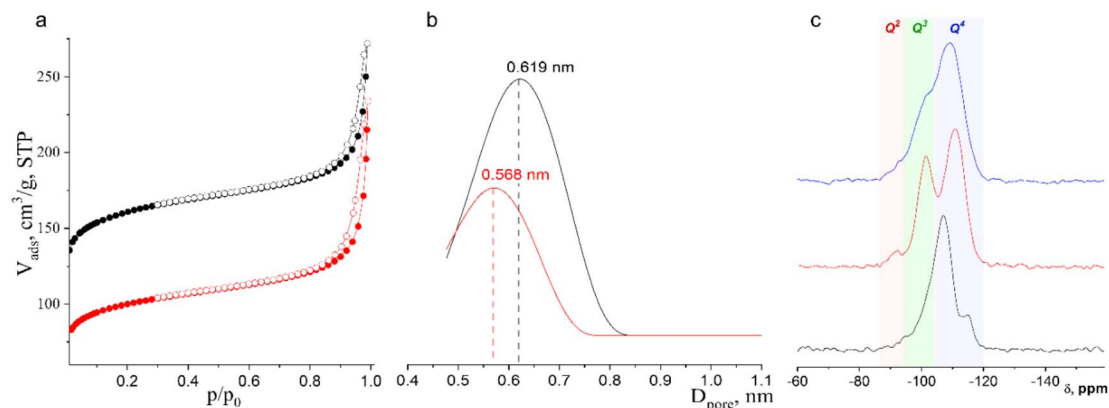 a
V_ads, cm³/g, STP
250
200
150
100
0.2 0.4 0.6 0.8 1.0
p/p₀
b
0.619 nm
0.568 nm
0.4 0.5 0.6 0.7 0.8 0.9 1.0 1.1
D_pore, nm
c
Q² Q³ Q⁴
-60 -80 -100 -120 -140
δ, ppm